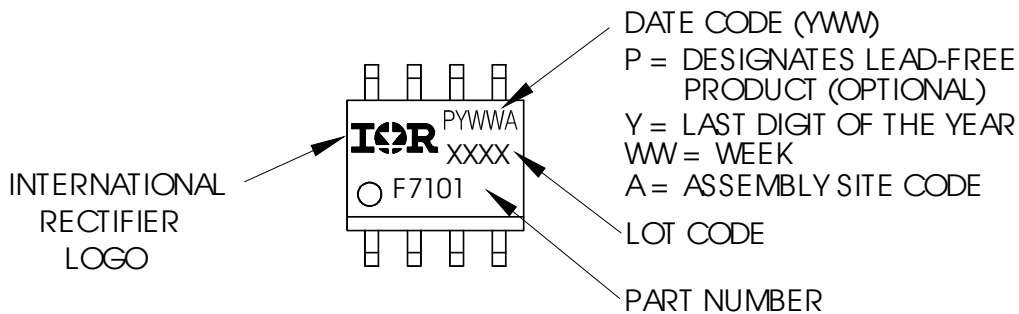 DATE CODE (YWW)
P = DESIGNATES LEAD-FREE
PRODUCT (OPTIONAL)
Y = LAST DIGIT OF THE YEAR
WW = WEEK
A = ASSEMBLY SITE CODE
LOT CODE
PART NUMBER
INTERNATIONAL
RECTIFIER
LOGO
IOR
PYWWA
XXXX
F7101